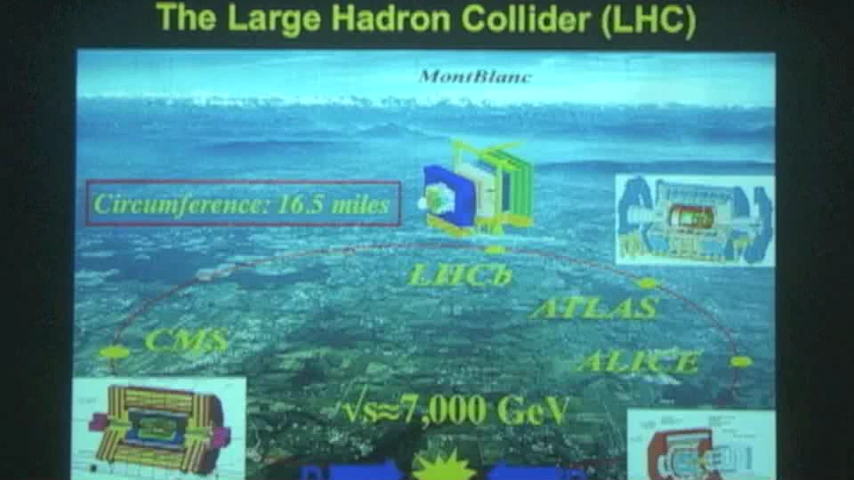 The Large Hadron Collider (LHC)
MontBlanc
Circumference: 16.5 miles
LHCb
ATLAS
CMS
ALICE
√s≈7,000 GeV